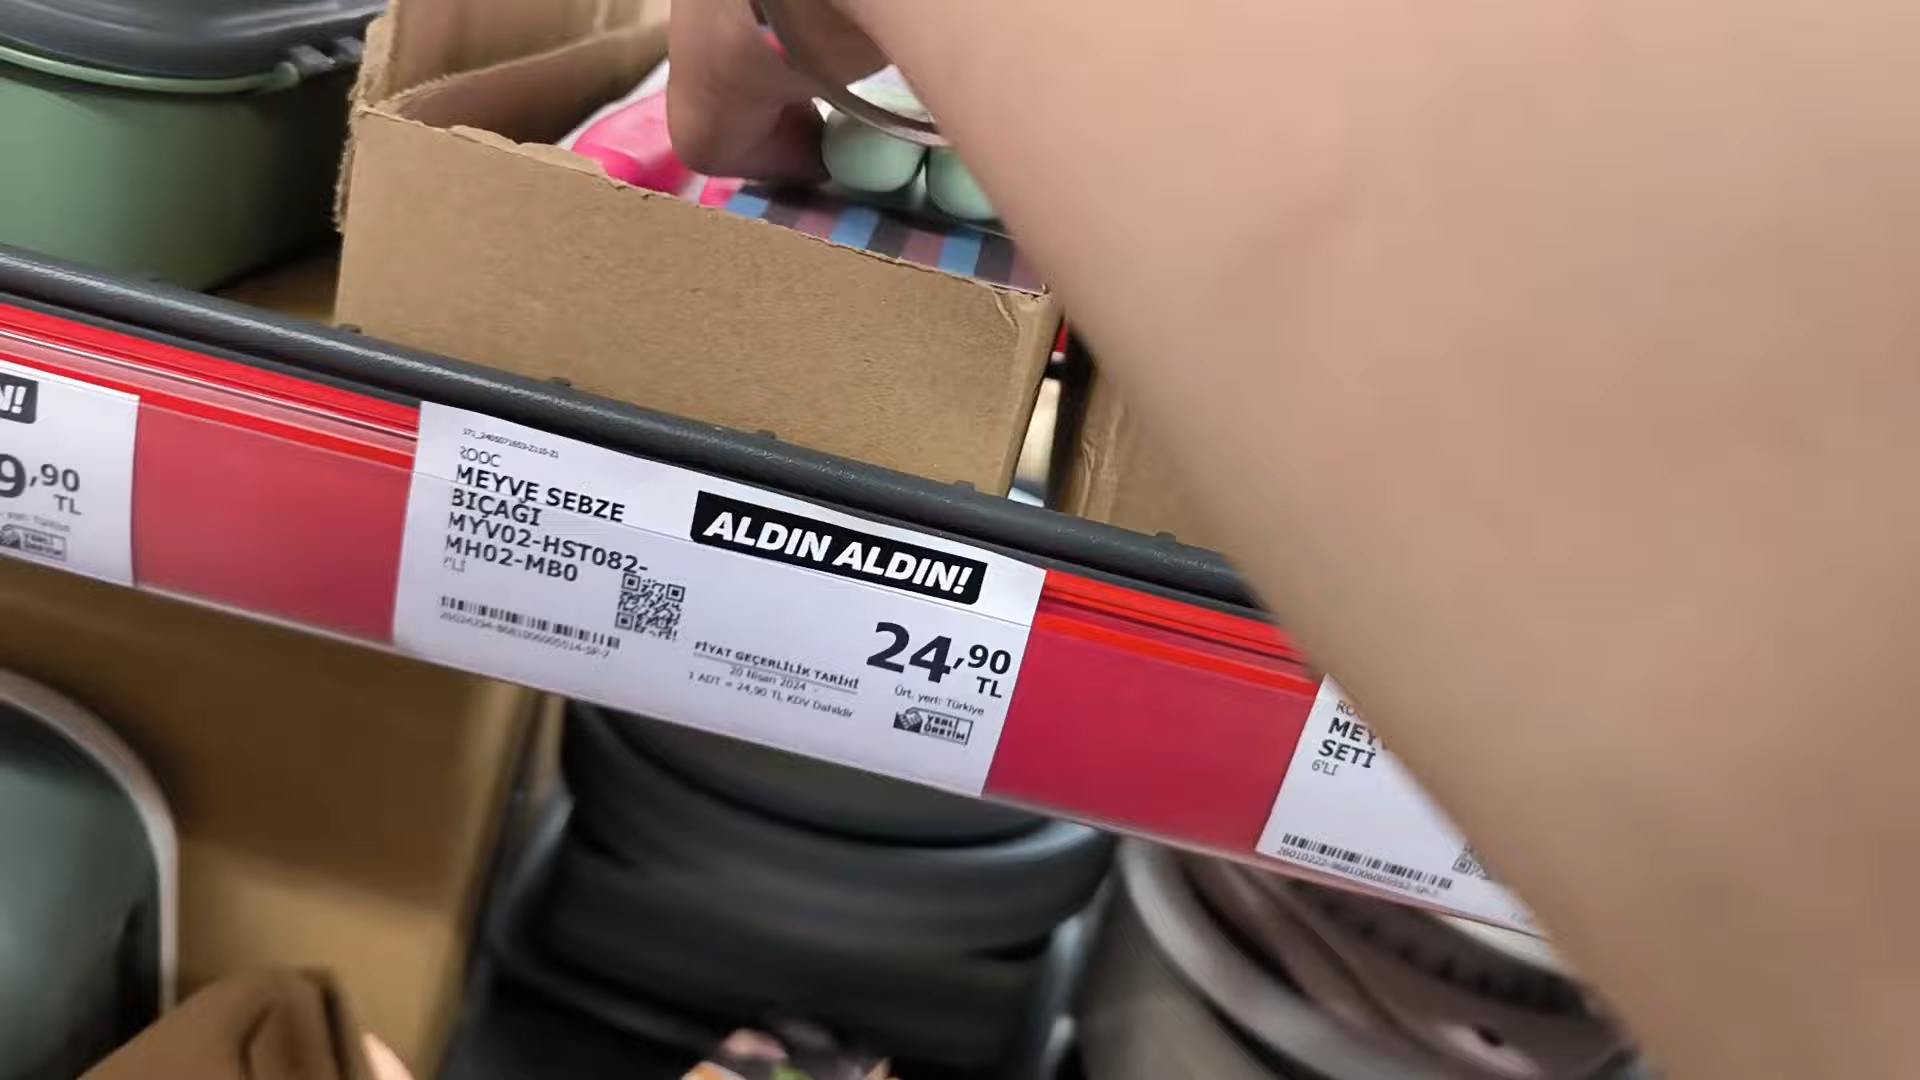 N!
9,90
TL
ROOC
MEYVE SEBZE
BIÇAĞI
MYV02-HST082-
MH02-MB0
ALDIN ALDIN!
24,90
TL
FİYAT GEÇERLİLİK TARİHİ
20 Nisan 2024 -
1 ADT = 24,90 TL KDV Dahildir
Ürt. yeri: Türkiye
YERLİ
ÜRETİM
SETİ
6'LI